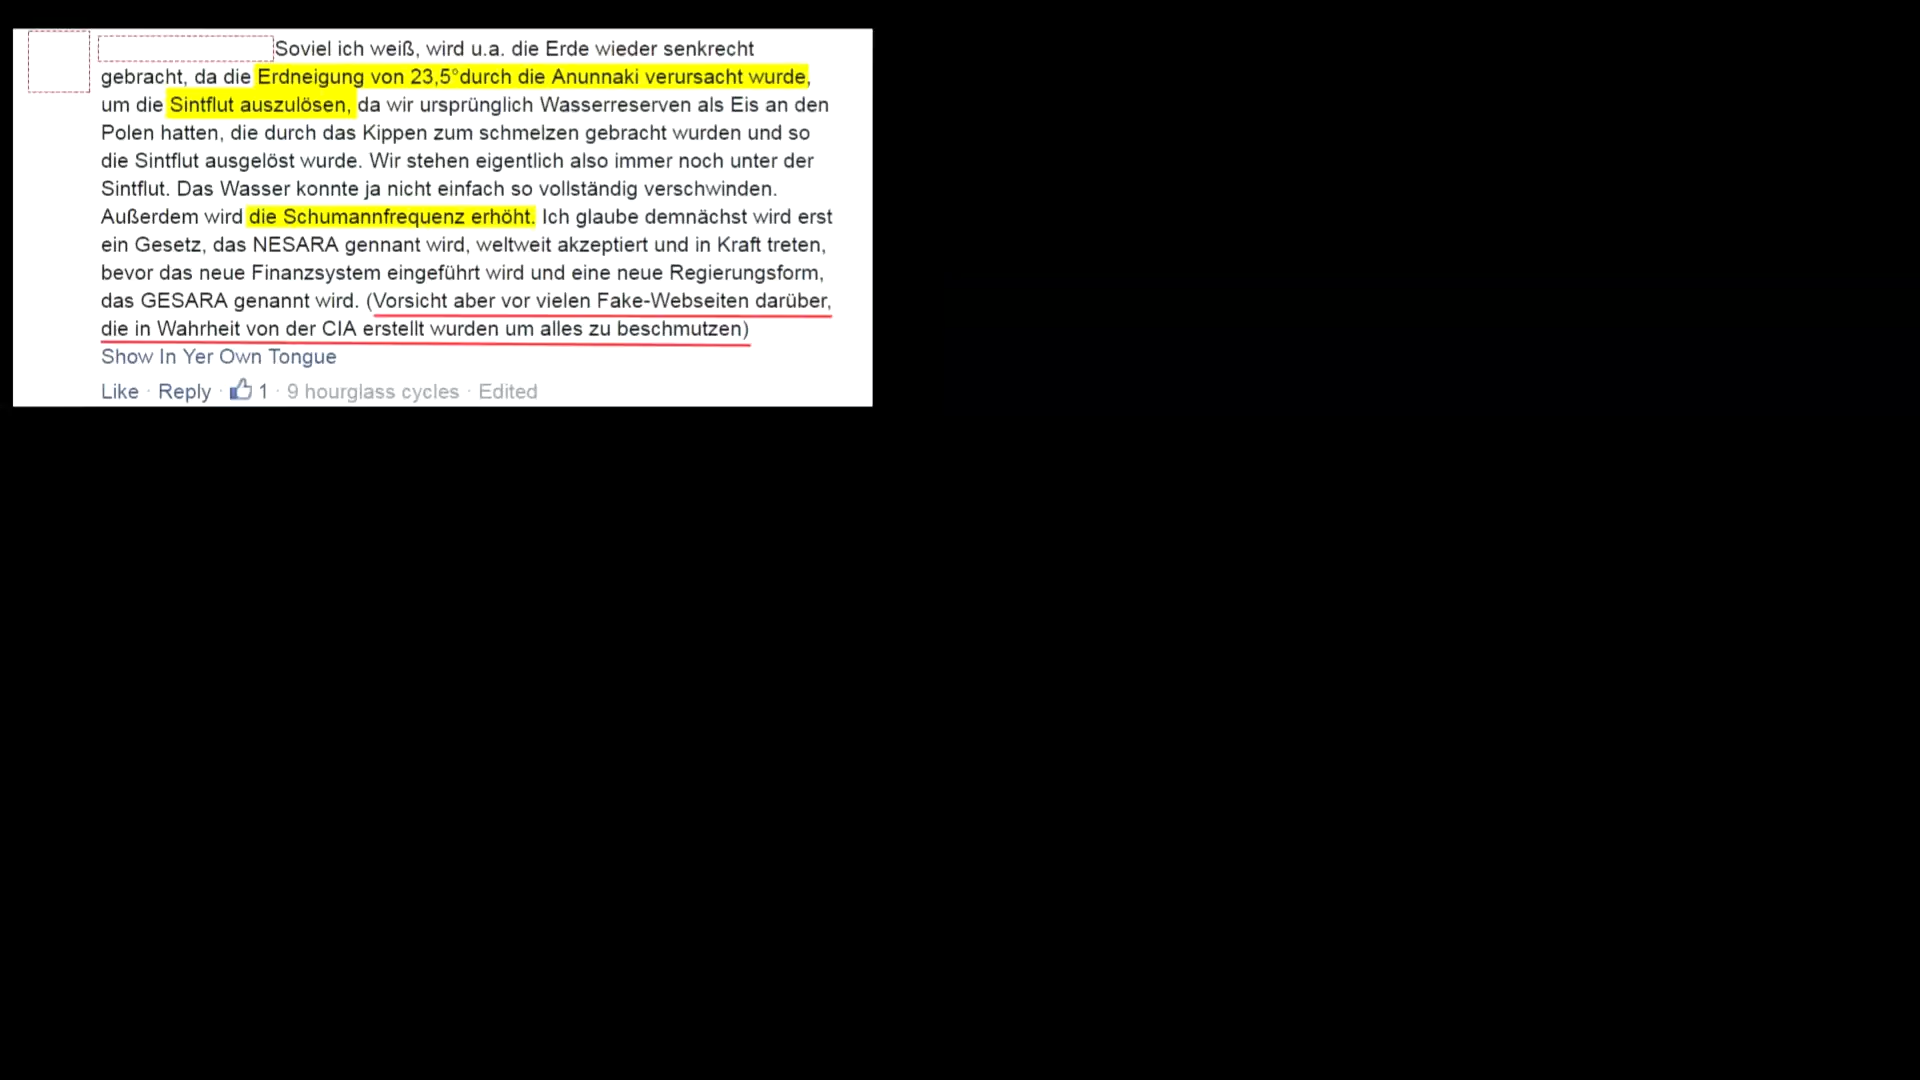 Soviel ich weiß, wird u.a. die Erde wieder senkrecht
gebracht, da die Erdneigung von 23,5°durch die Anunnaki verursacht wurde,
um die Sintflut auszulösen, da wir ursprünglich Wasserreserven als Eis an den
Polen hatten, die durch das Kippen zum schmelzen gebracht wurden und so
die Sintflut ausgelöst wurde. Wir stehen eigentlich also immer noch unter der
Sintflut. Das Wasser konnte ja nicht einfach so vollständig verschwinden.
Außerdem wird die Schumannfrequenz erhöht. Ich glaube demnächst wird erst
ein Gesetz, das NESARA gennant wird, weltweit akzeptiert und in Kraft treten,
bevor das neue Finanzsystem eingeführt wird und eine neue Regierungsform,
das GESARA genannt wird. (Vorsicht aber vor vielen Fake-Webseiten darüber,
die in Wahrheit von der CIA erstellt wurden um alles zu beschmutzen)
Show In Yer Own Tongue
Like · Reply · 1 · 9 hourglass cycles · Edited